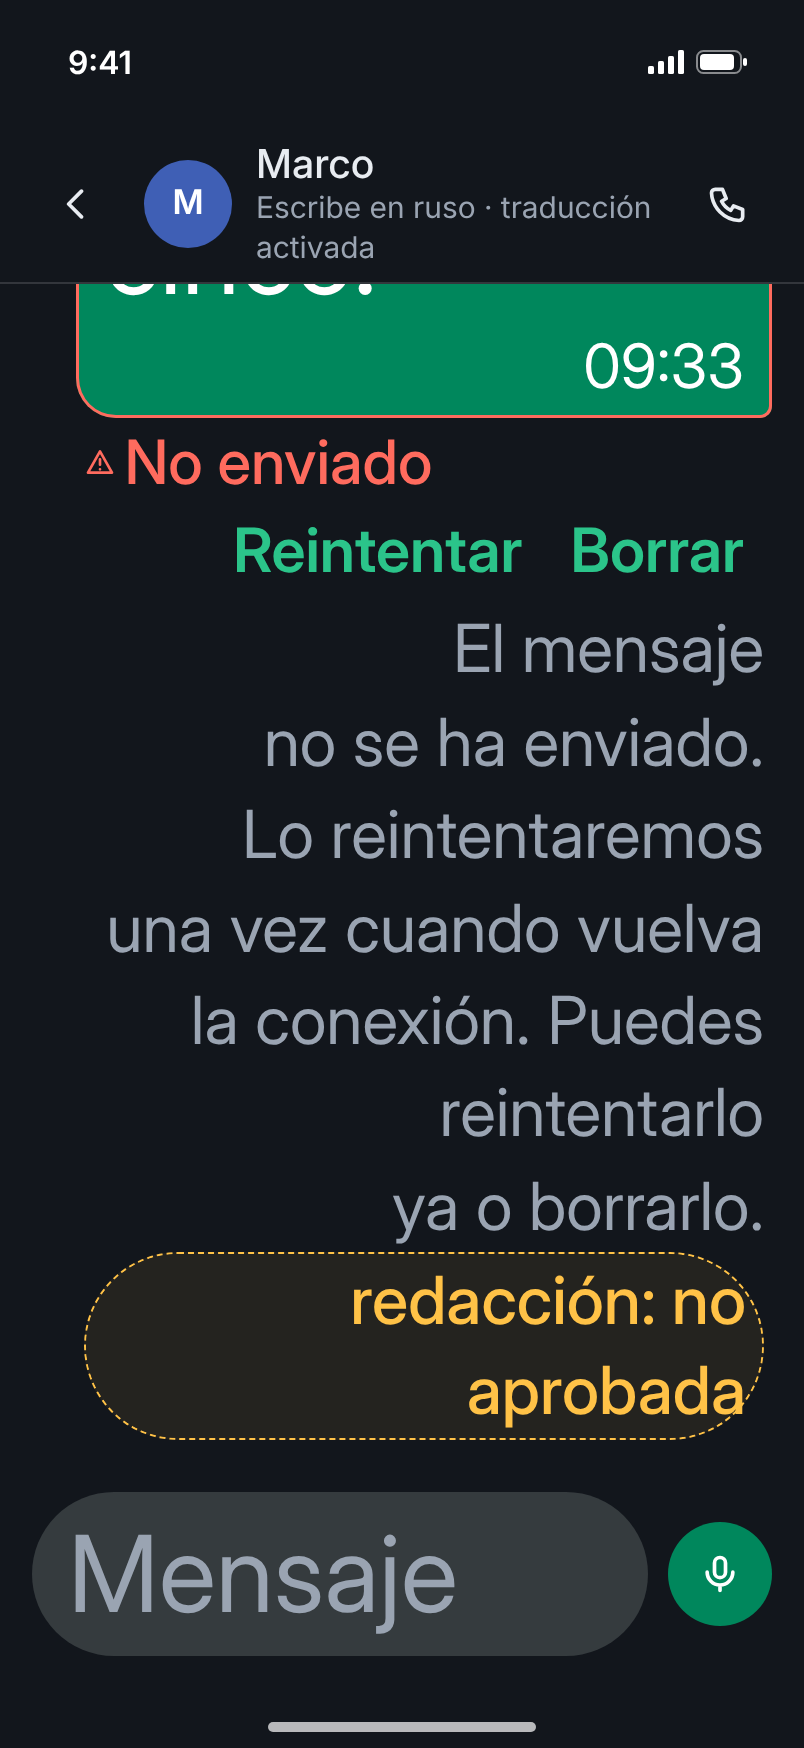 9:41
M
Marco
Escribe en ruso · traducción
activada
09:33
No enviado
Reintentar Borrar
El mensaje
no se ha enviado.
Lo reintentaremos
una vez cuando vuelva
la conexión. Puedes
reintentarlo
ya o borrarlo.
redacción: no
aprobada
Mensaje